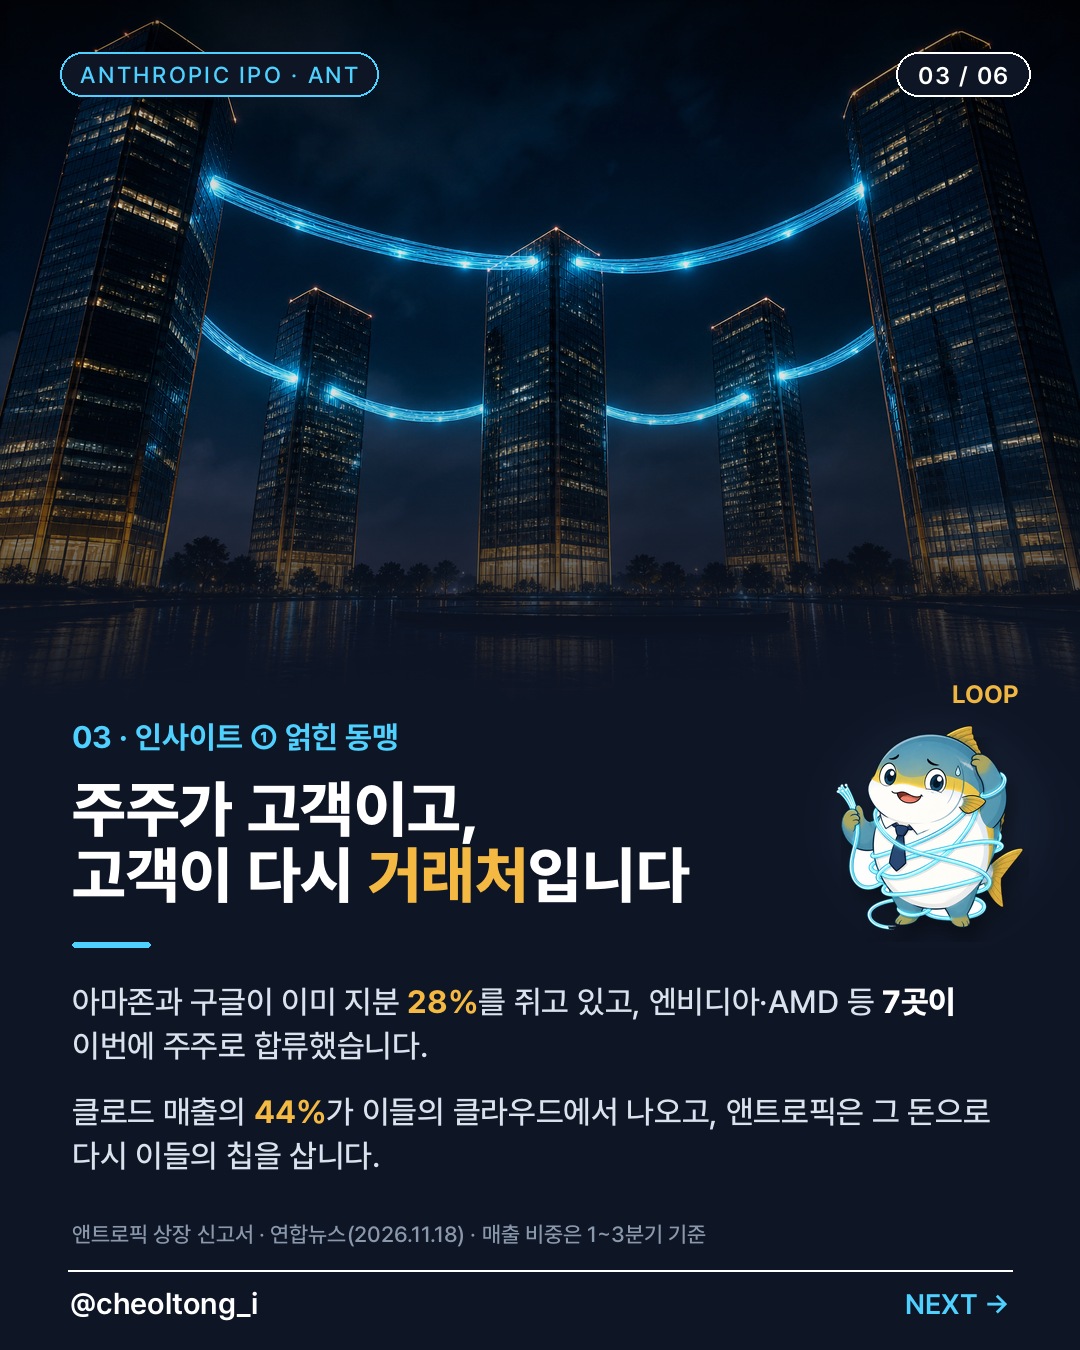 ANTHROPIC IPO · ANT
03 / 06
LOOP
03 · 인사이트 ① 얽힌 동맹
주주가 고객이고,
고객이 다시 거래처입니다
아마존과 구글이 이미 지분 28%를 쥐고 있고, 엔비디아·AMD 등 7곳이
이번에 주주로 합류했습니다.
클로드 매출의 44%가 이들의 클라우드에서 나오고, 앤트로픽은 그 돈으로
다시 이들의 칩을 삽니다.
앤트로픽 상장 신고서 · 연합뉴스(2026.11.18) · 매출 비중은 1~3분기 기준
@cheoltong_i
NEXT →